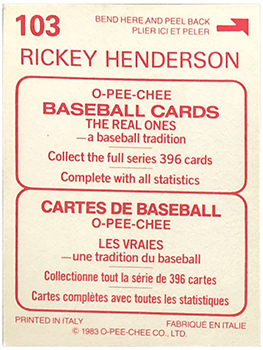 103
BEND HERE AND PEEL BACK
PLIER ICI ET PELER
RICKEY HENDERSON
O-PEE-CHEE
BASEBALL CARDS
THE REAL ONES
—a baseball tradition
Collect the full series 396 cards
Complete with all statistics
CARTES DE BASEBALL
O-PEE-CHEE
LES VRAIES
—une tradition du baseball
Collectionne tout la série de 396 cartes
Cartes complètes avec toutes les statistiques
PRINTED IN ITALY
FABRIQUÉ EN ITALIE
© 1983 O-PEE-CHEE CO., LTD.